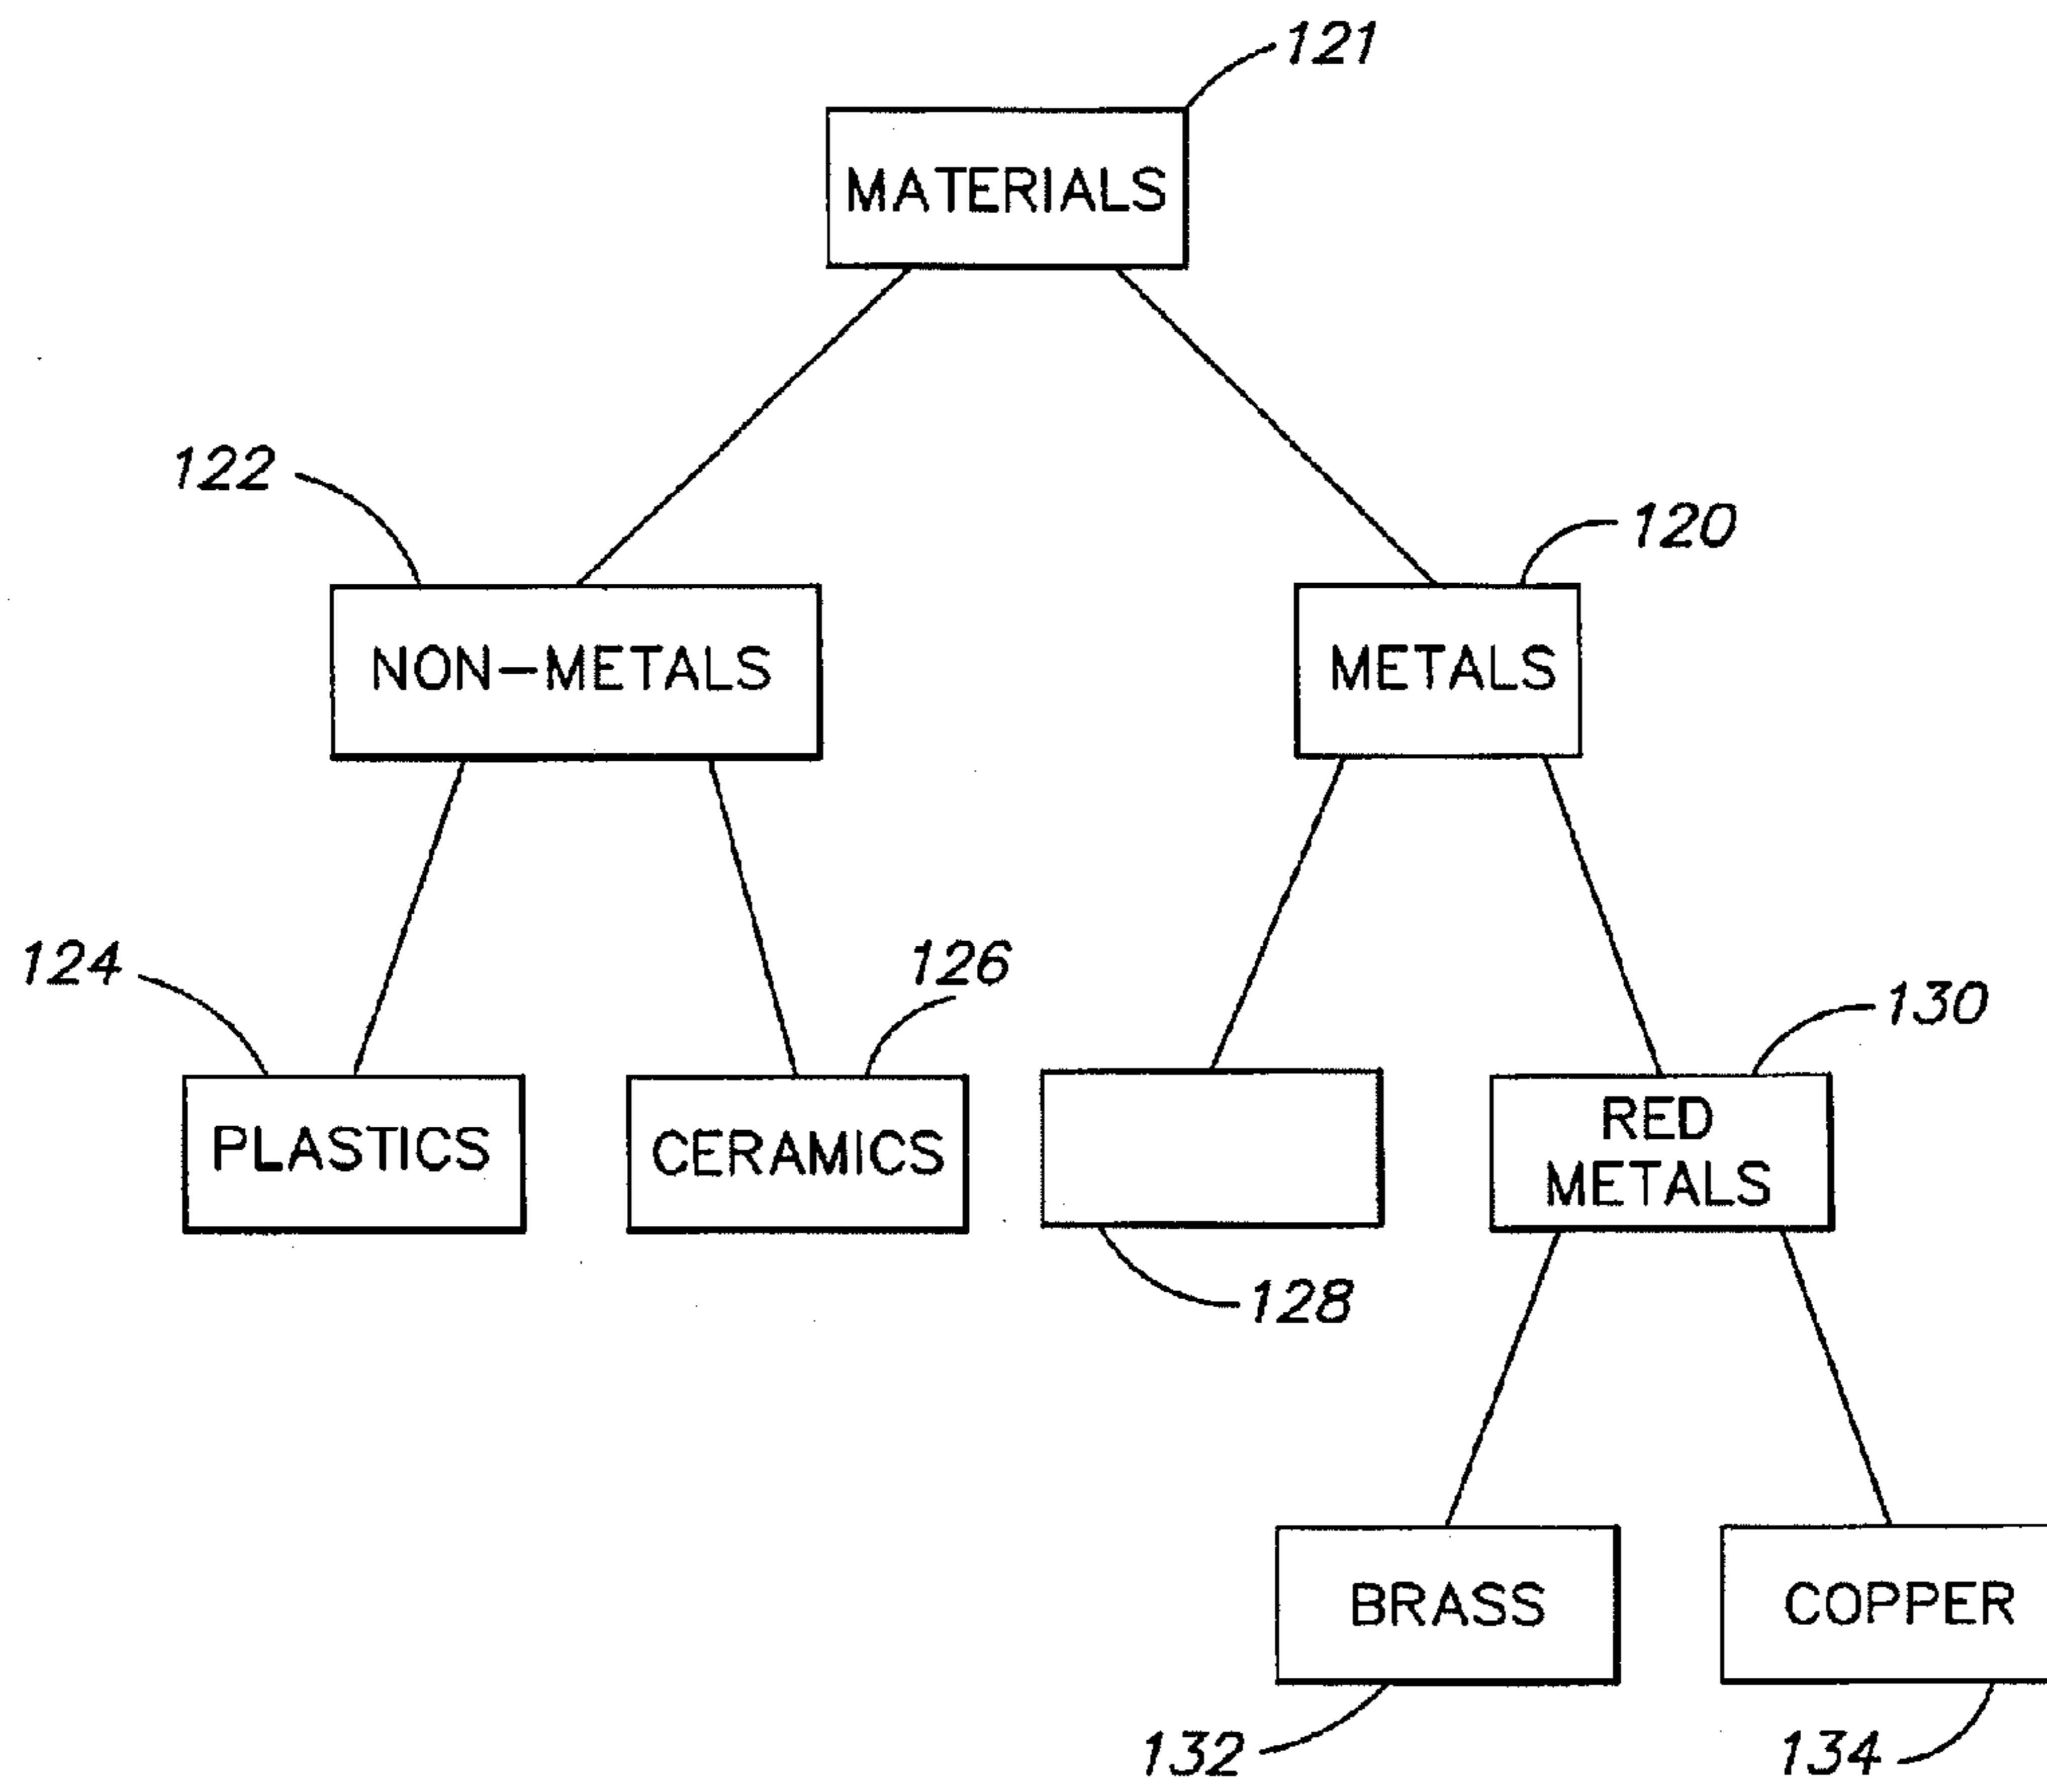 121
MATERIALS
122
120
NON-METALS
METALS
124
126
130
PLASTICS
CERAMICS
RED
METALS
128
BRASS
COPPER
132
134